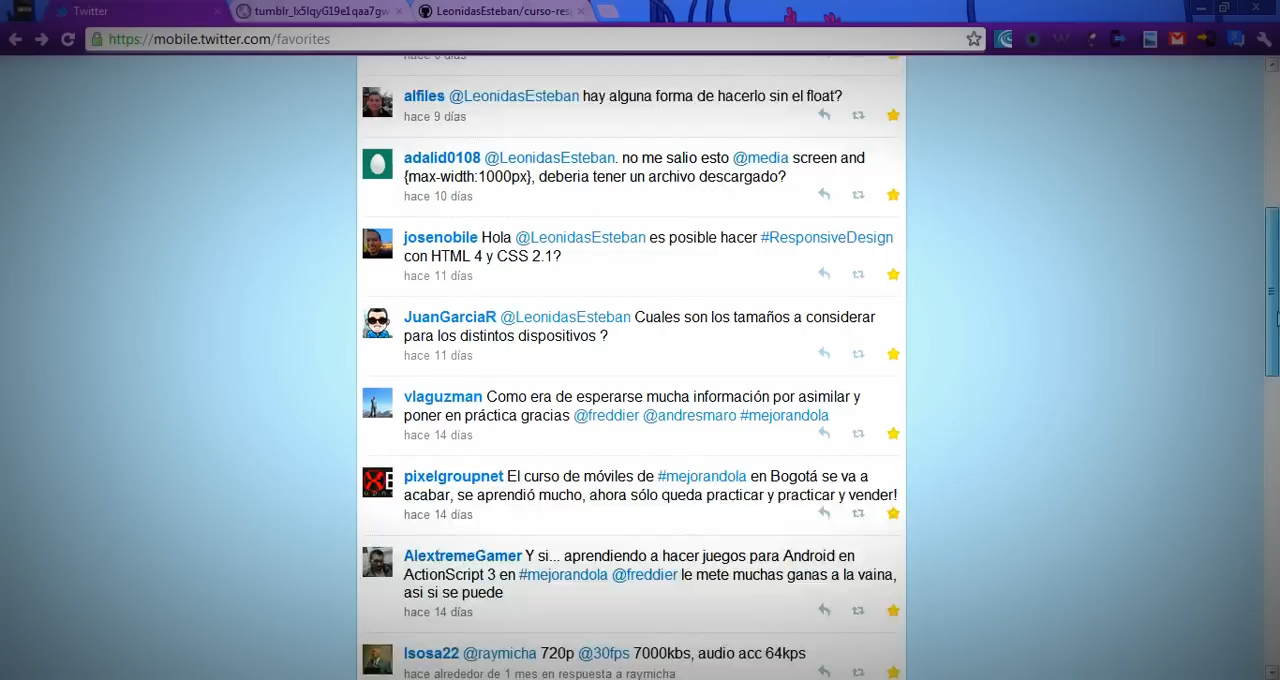 Twitter
tumblr_lx5lqyG19e1qaa7gw
LeonidasEsteban/curso-res
https://mobile.twitter.com/favorites
alfiles @LeonidasEsteban hay alguna forma de hacerlo sin el float?
hace 9 días
adalid0108 @LeonidasEsteban. no me salio esto @media screen and
{max-width:1000px}, deberia tener un archivo descargado?
hace 10 días
josenobile Hola @LeonidasEsteban es posible hacer #ResponsiveDesign
con HTML 4 y CSS 2.1?
hace 11 días
JuanGarciaR @LeonidasEsteban Cuales son los tamaños a considerar
para los distintos dispositivos ?
hace 11 días
vlaguzman Como era de esperarse mucha información por asimilar y
poner en práctica gracias @freddier @andresmaro #mejorandola
hace 14 días
pixelgroupnet El curso de móviles de #mejorandola en Bogotá se va a
acabar, se aprendió mucho, ahora sólo queda practicar y practicar y vender!
hace 14 días
AlextremeGamer Y si... aprendiendo a hacer juegos para Android en
ActionScript 3 en #mejorandola @freddier le mete muchas ganas a la vaina,
asi si se puede
hace 14 días
lsosa22 @raymicha 720p @30fps 7000kbs, audio acc 64kps
hace alrededor de 1 mes en respuesta a raymicha